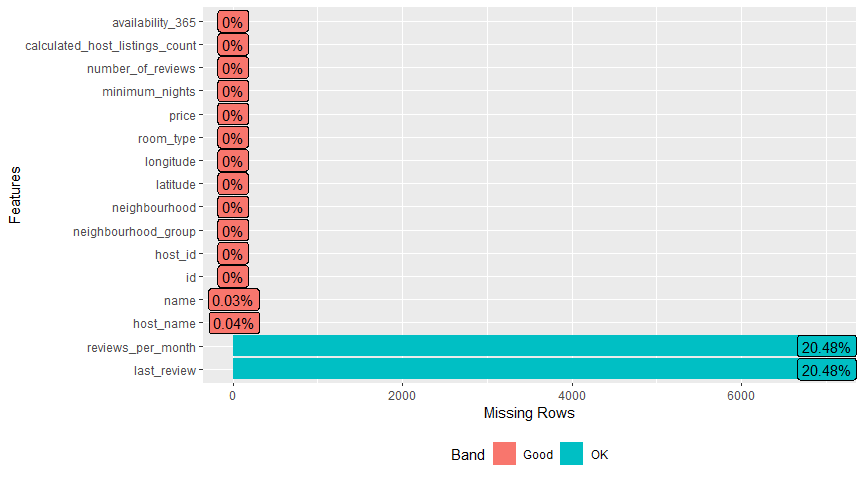 availability_365 0%
calculated_host_listings_count 0%
number_of_reviews 0%
minimum_nights 0%
price 0%
room_type 0%
longitude 0%
latitude 0%
neighbourhood 0%
neighbourhood_group 0%
host_id 0%
id 0%
name 0.03%
host_name 0.04%
reviews_per_month 20.48%
last_review 20.48%
Features
0 2000 4000 6000
Missing Rows
Band Good OK